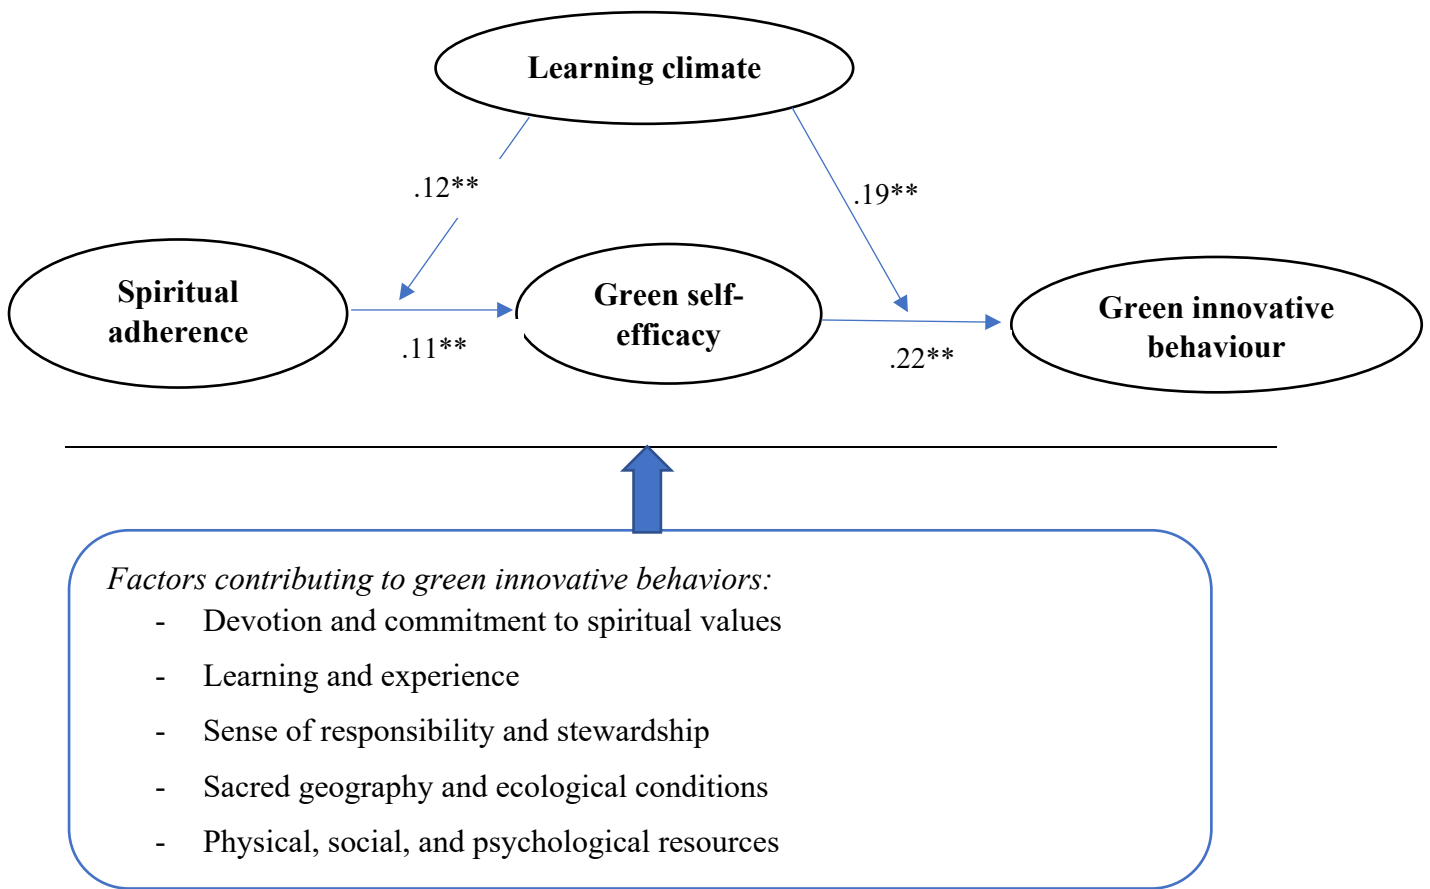 Learning climate
.12**
.19**
Spiritual
adherence
.11**
Green self-
efficacy
.22**
Green innovative
behaviour
Factors contributing to green innovative behaviors:
- Devotion and commitment to spiritual values
- Learning and experience
- Sense of responsibility and stewardship
- Sacred geography and ecological conditions
- Physical, social, and psychological resources